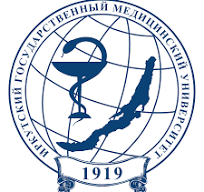 ИРКУТСКИЙ ГОСУДАРСТВЕННЫЙ МЕДИЦИНСКИЙ УНИВЕРСИТЕТ
1919